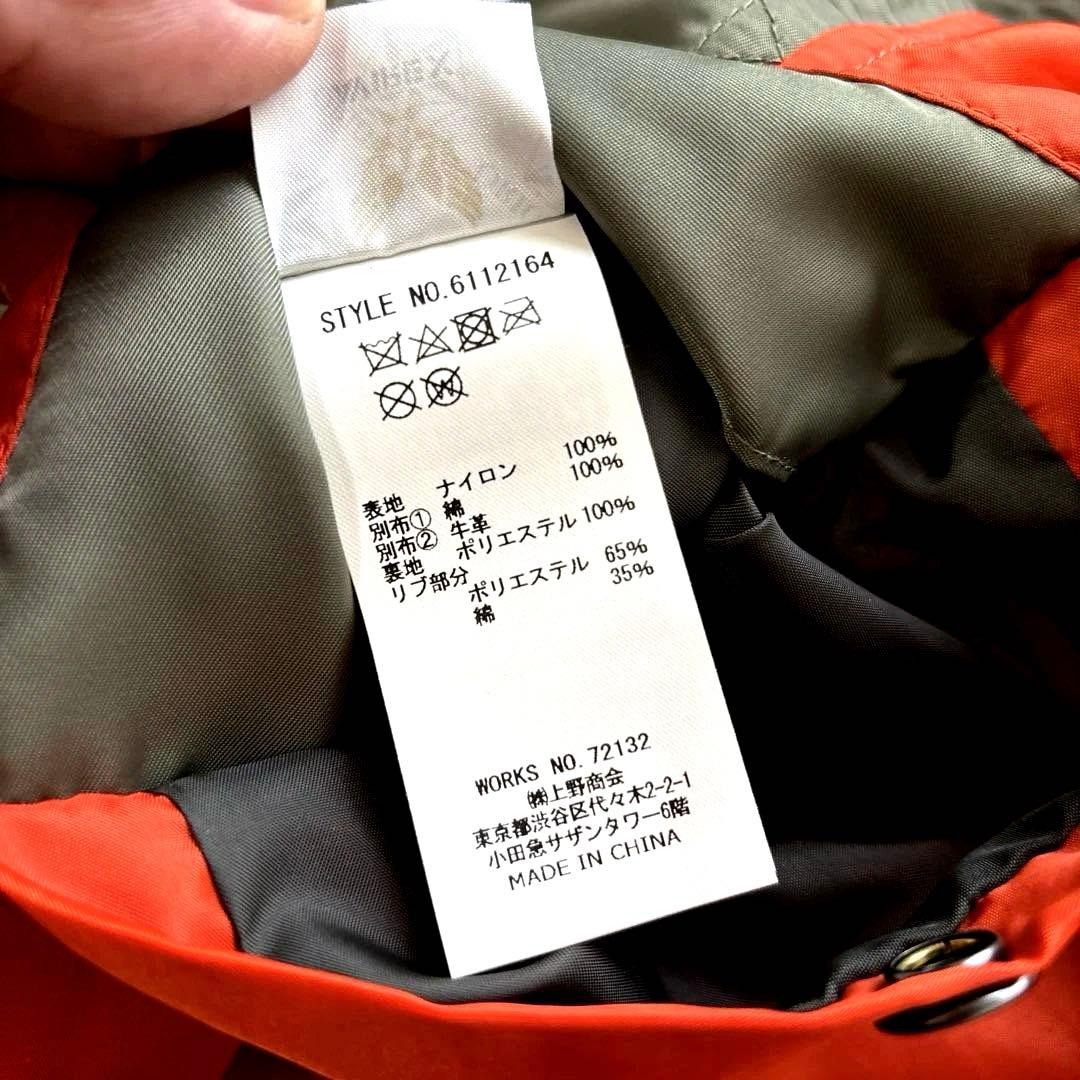 STYLE NO.6112164
W
表地 ナイロン 100%
別布① 綿 100%
別布② 牛革
裏地 ポリエステル 100%
リブ部分 ポリエステル 65%
綿 35%
WORKS NO. 72132
㈱上野商会
東京都渋谷区代々木2-2-1
小田急サザンタワー6階
MADE IN CHINA